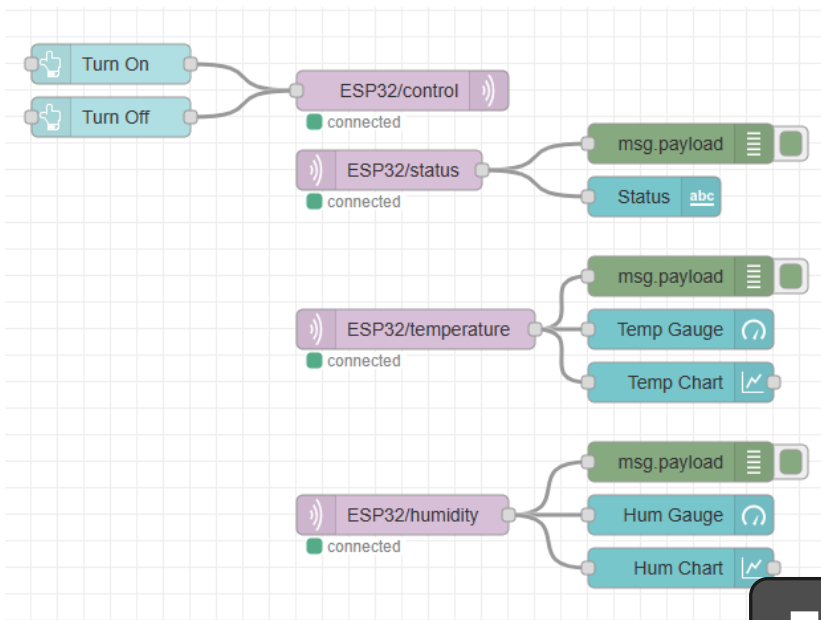 Turn On
Turn Off
ESP32/control
connected
ESP32/status
connected
msg.payload
Status
abc
msg.payload
ESP32/temperature
connected
Temp Gauge
Temp Chart
msg.payload
ESP32/humidity
connected
Hum Gauge
Hum Chart